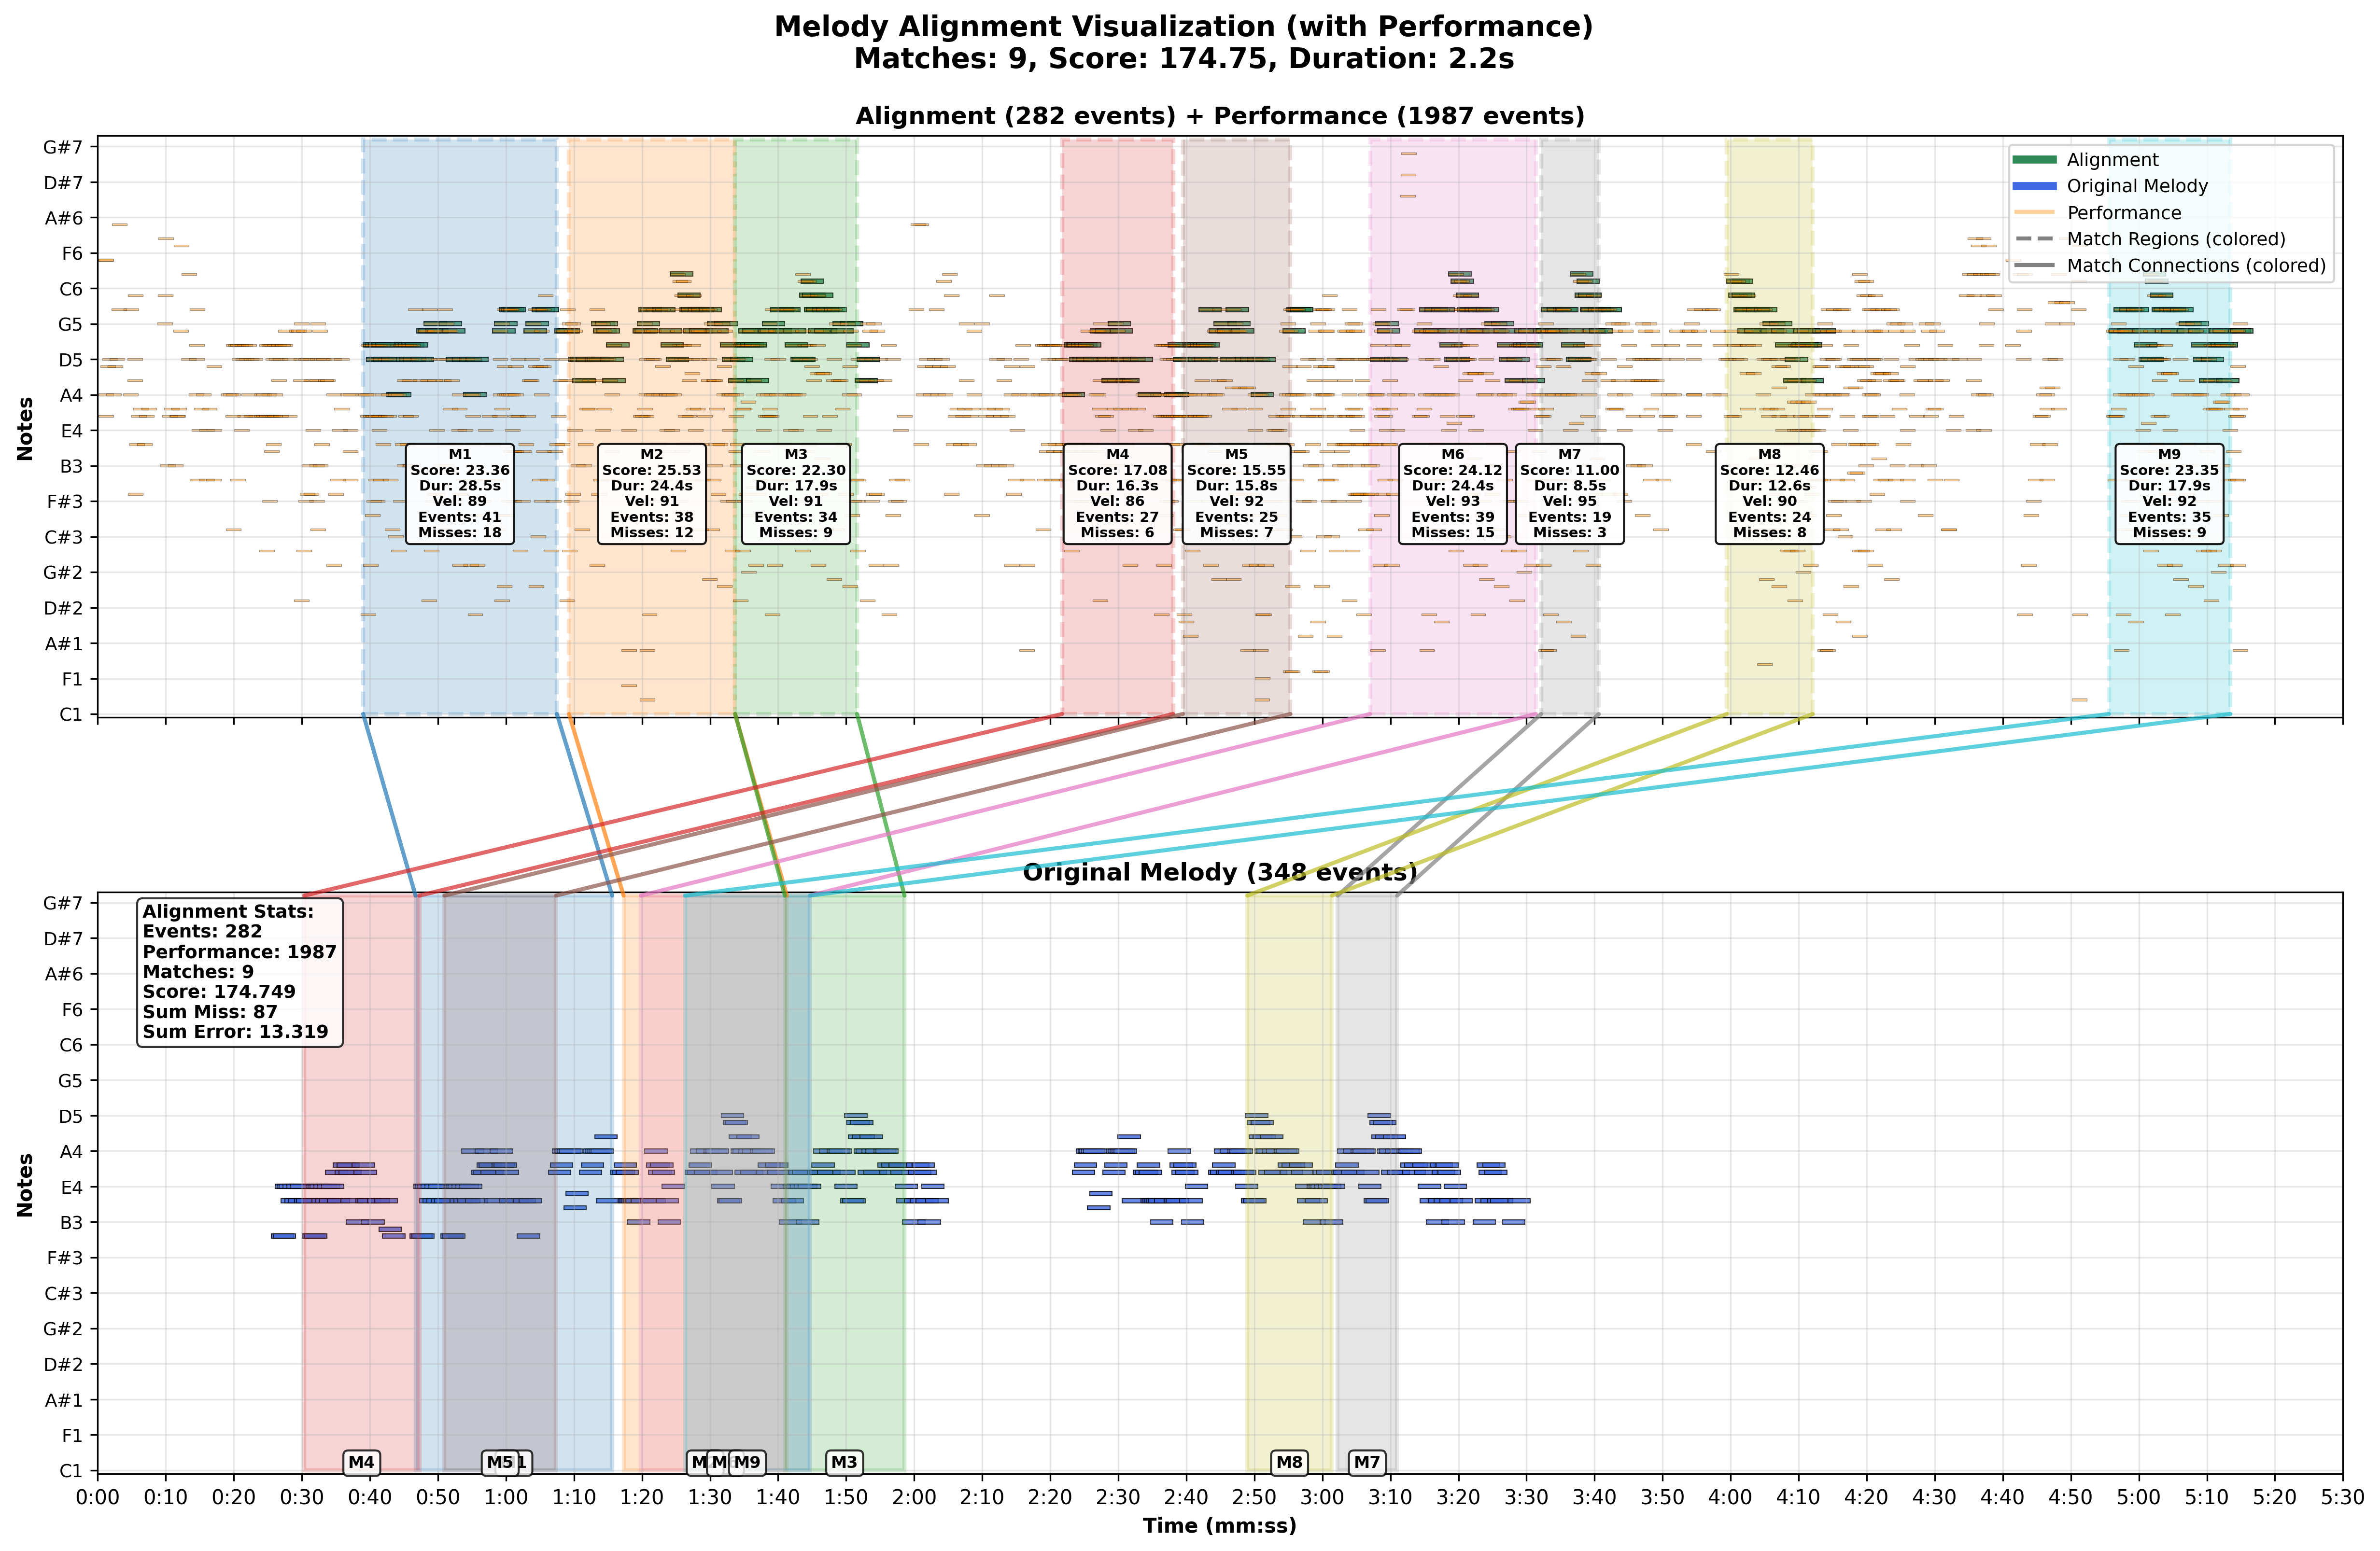 Melody Alignment Visualization (with Performance)
Matches: 9, Score: 174.75, Duration: 2.2s
Alignment (282 events) + Performance (1987 events)
Notes
G#7
D#7
A#6
F6
C6
G5
D5
A4
E4
B3
F#3
C#3
G#2
D#2
A#1
F1
C1
Alignment
Original Melody
Performance
Match Regions (colored)
Match Connections (colored)
M1
Score: 23.36
Dur: 28.5s
Vel: 89
Events: 41
Misses: 18
M2
Score: 25.53
Dur: 24.4s
Vel: 91
Events: 38
Misses: 12
M3
Score: 22.30
Dur: 17.9s
Vel: 91
Events: 34
Misses: 9
M4
Score: 17.08
Dur: 16.3s
Vel: 86
Events: 27
Misses: 6
M5
Score: 15.55
Dur: 15.8s
Vel: 92
Events: 25
Misses: 7
M6
Score: 24.12
Dur: 24.4s
Vel: 93
Events: 39
Misses: 15
M7
Score: 11.00
Dur: 8.5s
Vel: 95
Events: 19
Misses: 3
M8
Score: 12.46
Dur: 12.6s
Vel: 90
Events: 24
Misses: 8
M9
Score: 23.35
Dur: 17.9s
Vel: 92
Events: 35
Misses: 9
Original Melody (348 events)
Notes
G#7
D#7
A#6
F6
C6
G5
D5
A4
E4
B3
F#3
C#3
G#2
D#2
A#1
F1
C1
Alignment Stats:
Events: 282
Performance: 1987
Matches: 9
Score: 174.749
Sum Miss: 87
Sum Error: 13.319
M4
M5
M9
M3
M8
M7
0:00 0:10 0:20 0:30 0:40 0:50 1:00 1:10 1:20 1:30 1:40 1:50 2:00 2:10 2:20 2:30 2:40 2:50 3:00 3:10 3:20 3:30 3:40 3:50 4:00 4:10 4:20 4:30 4:40 4:50 5:00 5:10 5:20 5:30
Time (mm:ss)